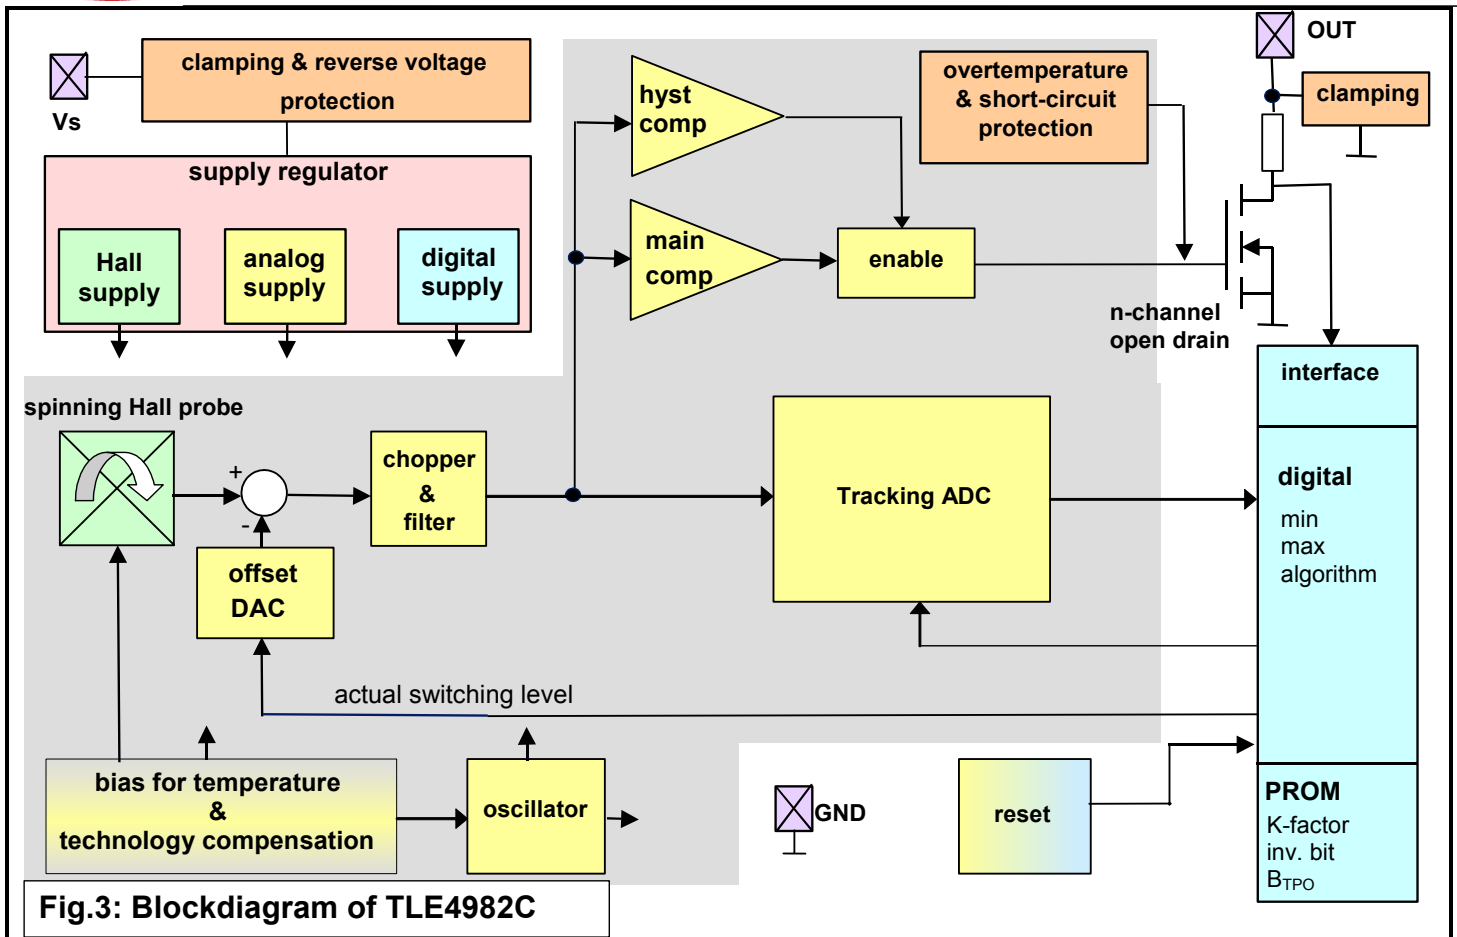 OUT
clamping & reverse voltage
protection
Vs
hyst
comp
overtemperature
& short-circuit
protection
clamping
supply regulator
Hall
supply
analog
supply
digital
supply
main
comp
enable
n-channel
open drain
interface
spinning Hall probe
+
-
chopper
&
filter
Tracking ADC
digital
min
max
algorithm
offset
DAC
actual switching level
bias for temperature
&
technology compensation
oscillator
GND
reset
PROM
K-factor
inv. bit
BTPO
Fig.3: Blockdiagram of TLE4982C